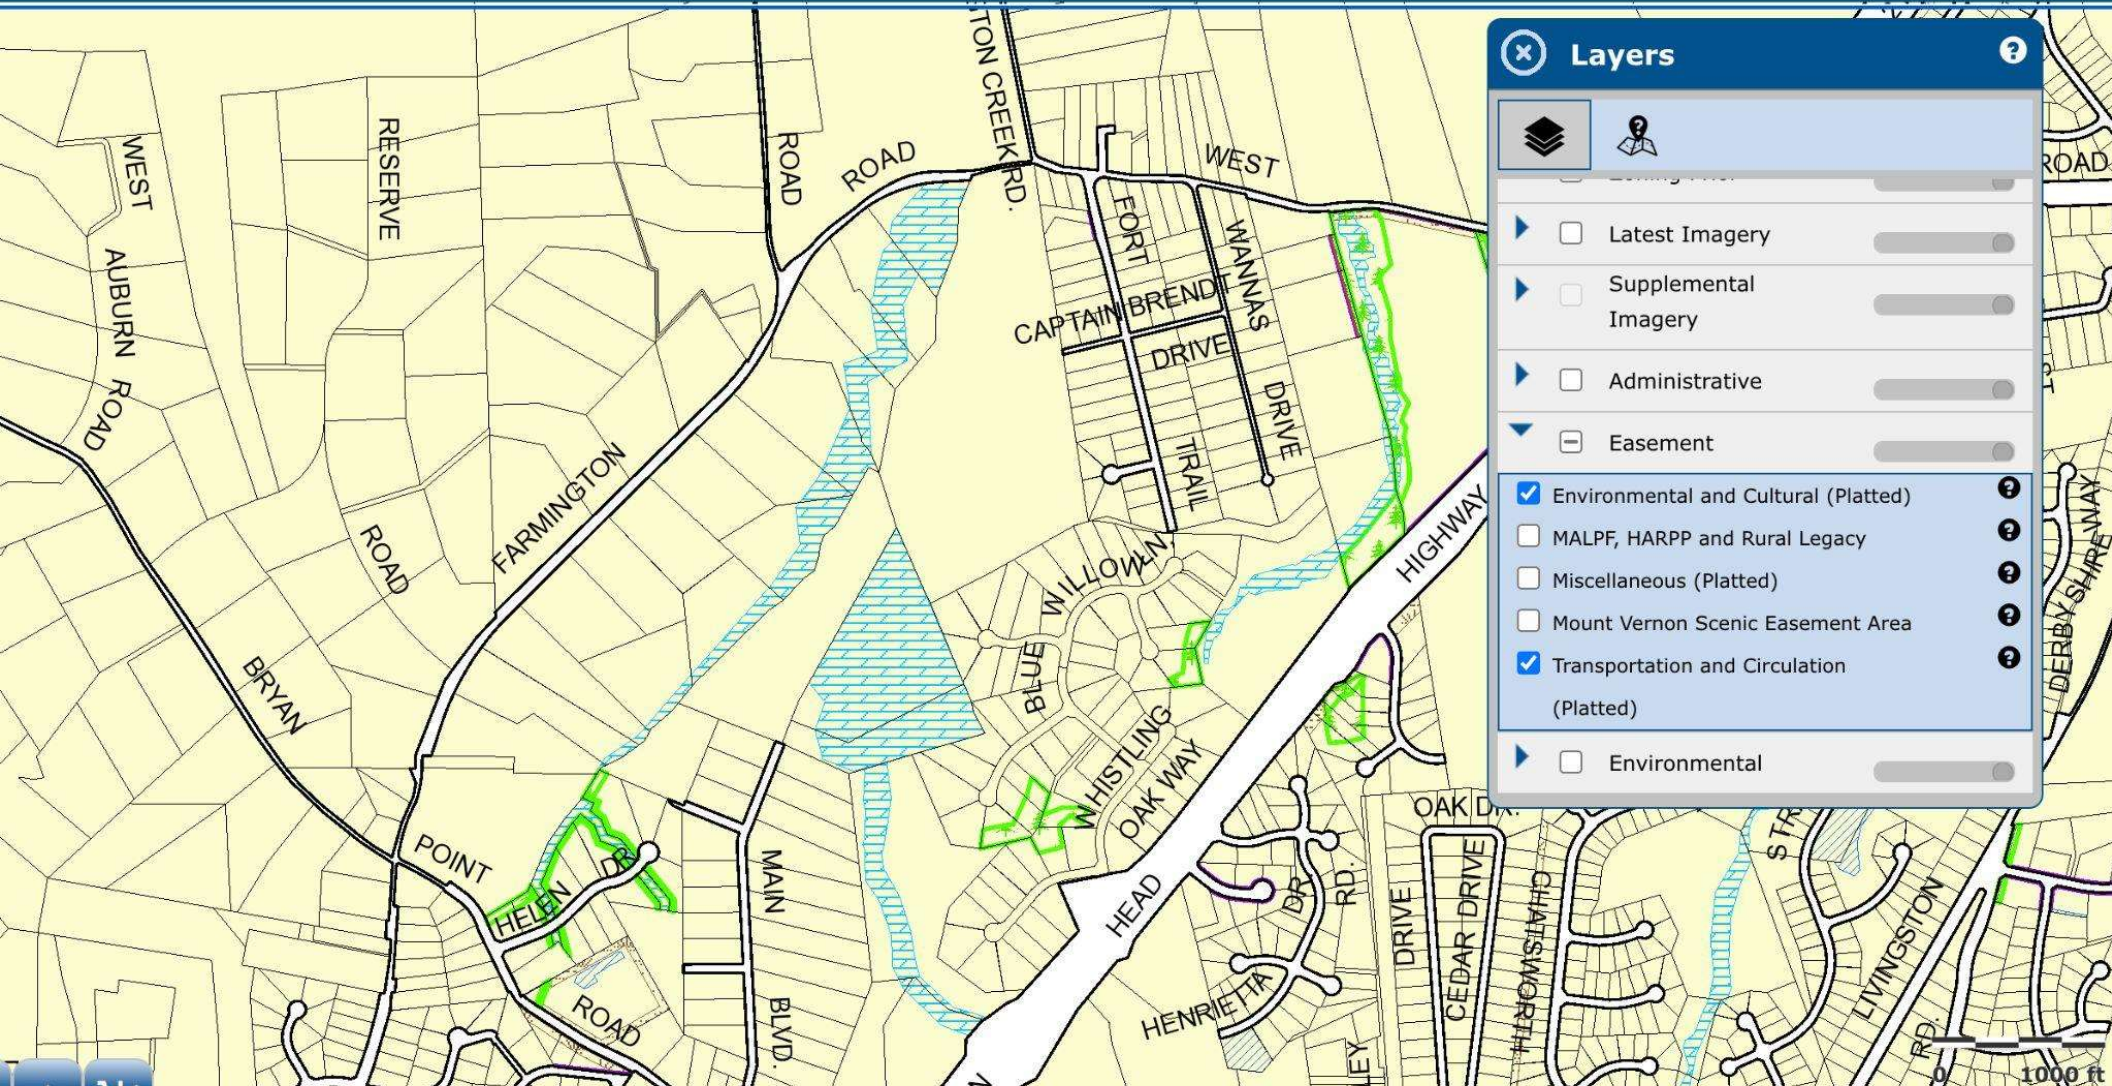 Layers
?
?
Latest Imagery
Supplemental
Imagery
Administrative
Easement
Environmental and Cultural (Platted)
?
MALPF, HARPP and Rural Legacy
?
Miscellaneous (Platted)
?
Mount Vernon Scenic Easement Area
?
Transportation and Circulation
(Platted)
?
Environmental
WEST
RESERVE
ROAD
ROAD
TON CREEK RD.
WEST
ROAD
AUBURN ROAD
FORT
WANNAS
CAPTAIN BRENDT
DRIVE
DRIVE
TRAIL
FARMINGTON
ROAD
HIGHWAY
WILLOW LN.
BLUE
BRYAN
WHISTLING
OAK WAY
OAK DR.
POINT
HELEN
DR
MAIN
HEAD
DR
RD.
DRIVE
CEDAR DRIVE
CHATSWORTH
STR
DERBYSHIRE WAY
LIVINGSTON
RD.
ROAD
BLVD.
HENRIETTA
LEY
0
1000 ft